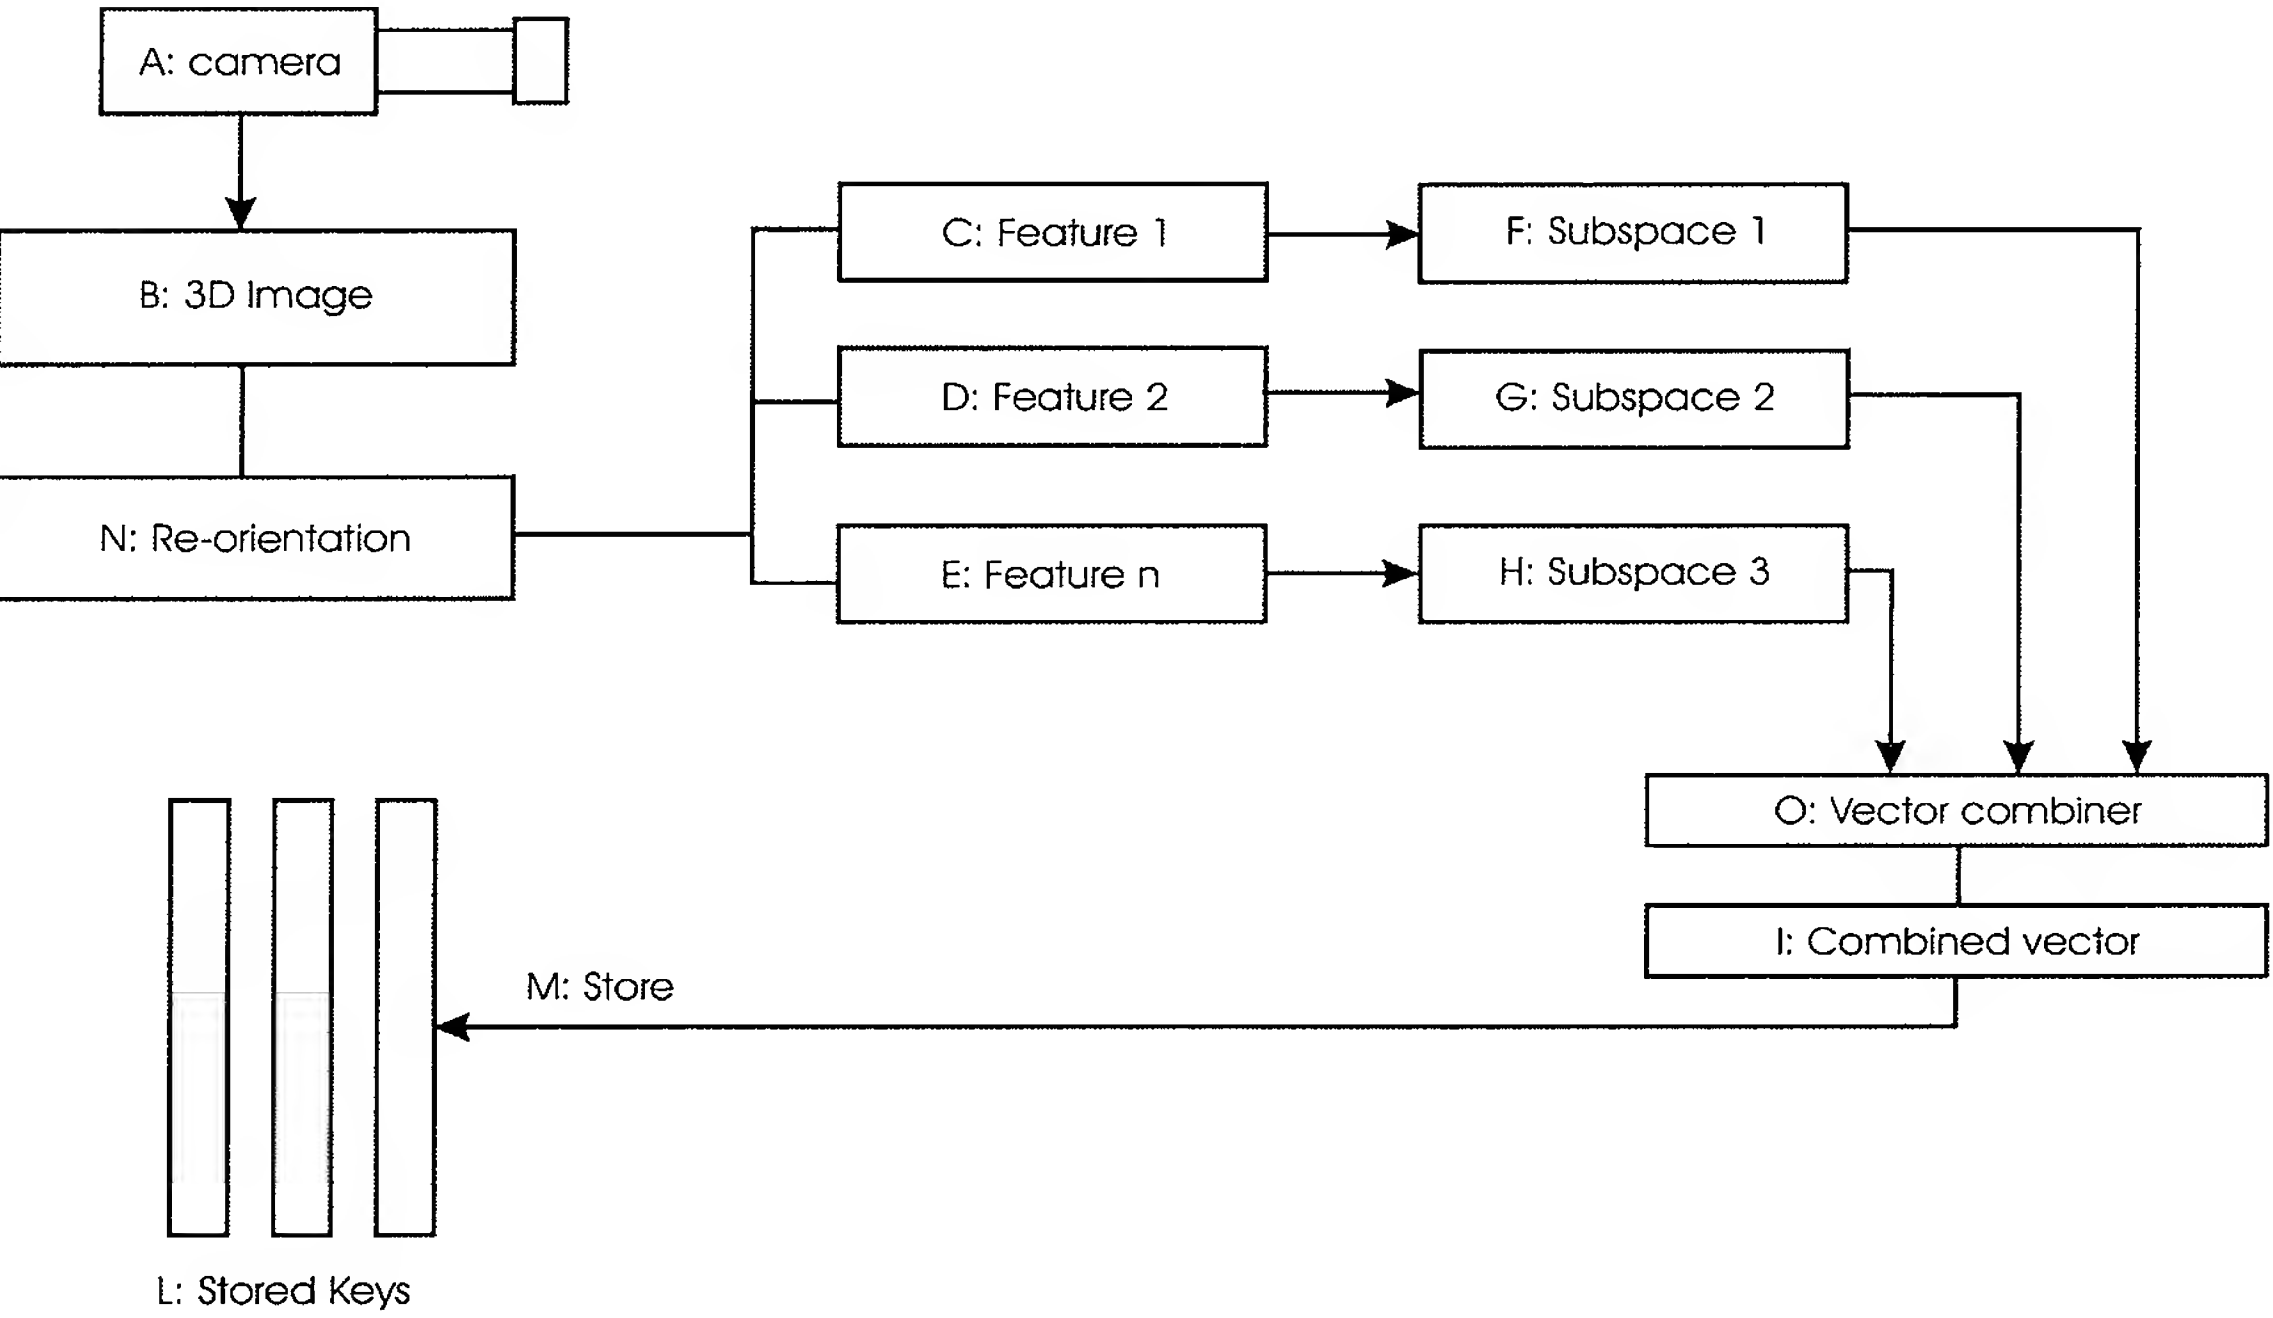 A: camera
B: 3D Image
N: Re-orientation
C: Feature 1
F: Subspace 1
D: Feature 2
G: Subspace 2
E: Feature n
H: Subspace 3
O: Vector combiner
I: Combined vector
M: Store
L: Stored Keys